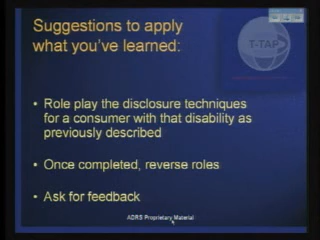 Suggestions to apply
what you've learned:
T-TAP
• Role play the disclosure techniques
for a consumer with that disability as
previously described
• Once completed, reverse roles
• Ask for feedback
ADRS Proprietary Material